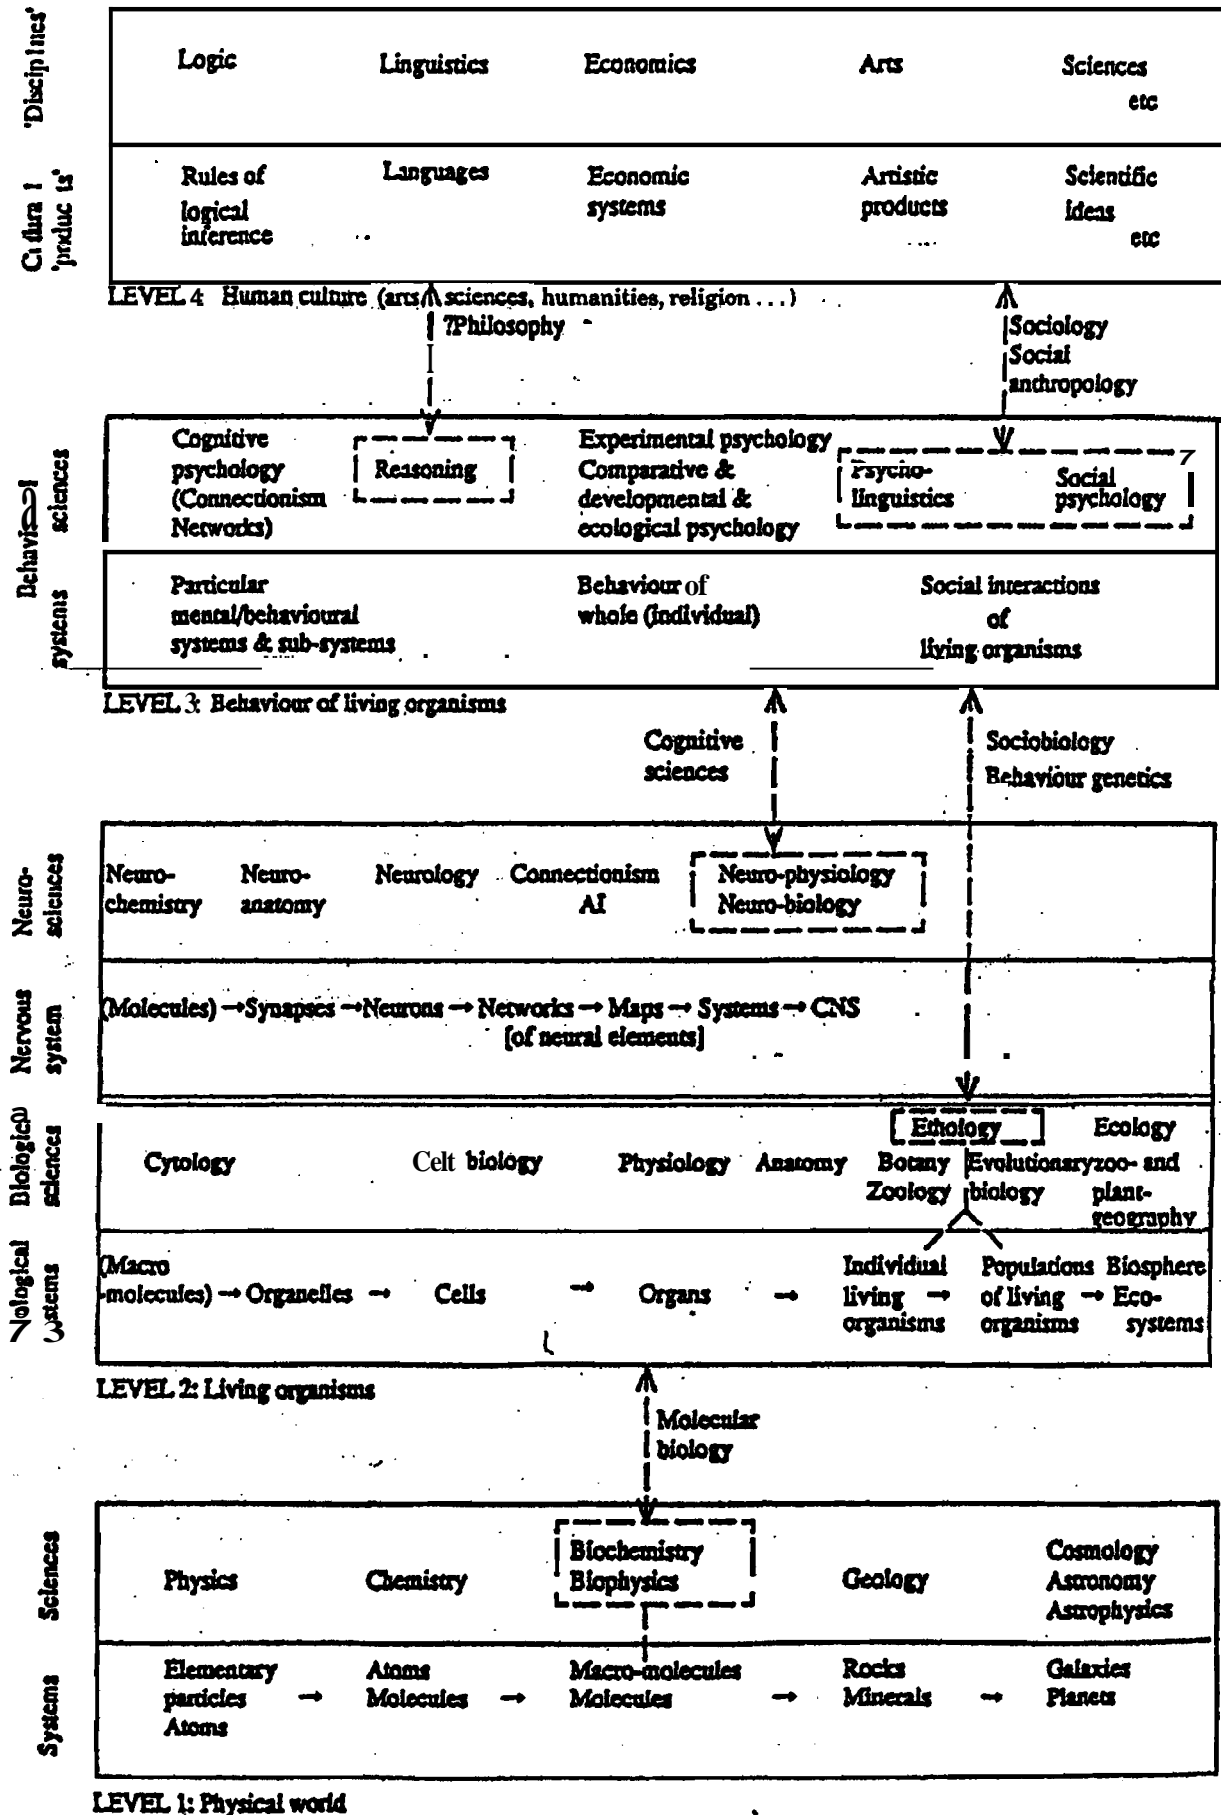 'Disciplines'
Logic Linguistics Economics Arts Sciences
etc
Cultural 'products'
Rules of Languages Economic Artistic Scientific
logical systems products ideas
inference etc
LEVEL 4 Human culture (arts, sciences, humanities, religion . . .)
?Philosophy Sociology
Social
anthropology
Behavioural sciences
Cognitive Experimental psychology
psychology Reasoning Comparative & Psycho- Social
(Connectionism developmental & linguistics psychology
Networks) ecological psychology
systems
Particular Behaviour of Social interactions
mental/behavioural whole (individual) of
systems & sub-systems living organisms
LEVEL 3: Behaviour of living organisms
Cognitive Sociobiology
sciences Behaviour genetics
Neuro-sciences
Neuro- Neuro- Neurology Connectionism Neuro-physiology
chemistry anatomy AI Neuro-biology
Nervous system
(Molecules) → Synapses → Neurons → Networks → Maps → Systems → CNS
[of neural elements]
Biological sciences
Ethology Ecology
Cytology Celt biology Physiology Anatomy Botany Evolutionary zoo- and
Zoology biology plant-
geography
(Macro Individual Populations Biosphere
-molecules) → Organelles → Cells → Organs → living → of living → Eco-
organisms organisms systems
LEVEL 2: Living organisms
Molecular
biology
Sciences
Biochemistry Cosmology
Physics Chemistry Biophysics Geology Astronomy
Astrophysics
Systems
Elementary Atoms Macro-molecules Rocks Galaxies
particles → Molecules → Molecules → Minerals → Planets
Atoms
LEVEL 1: Physical world